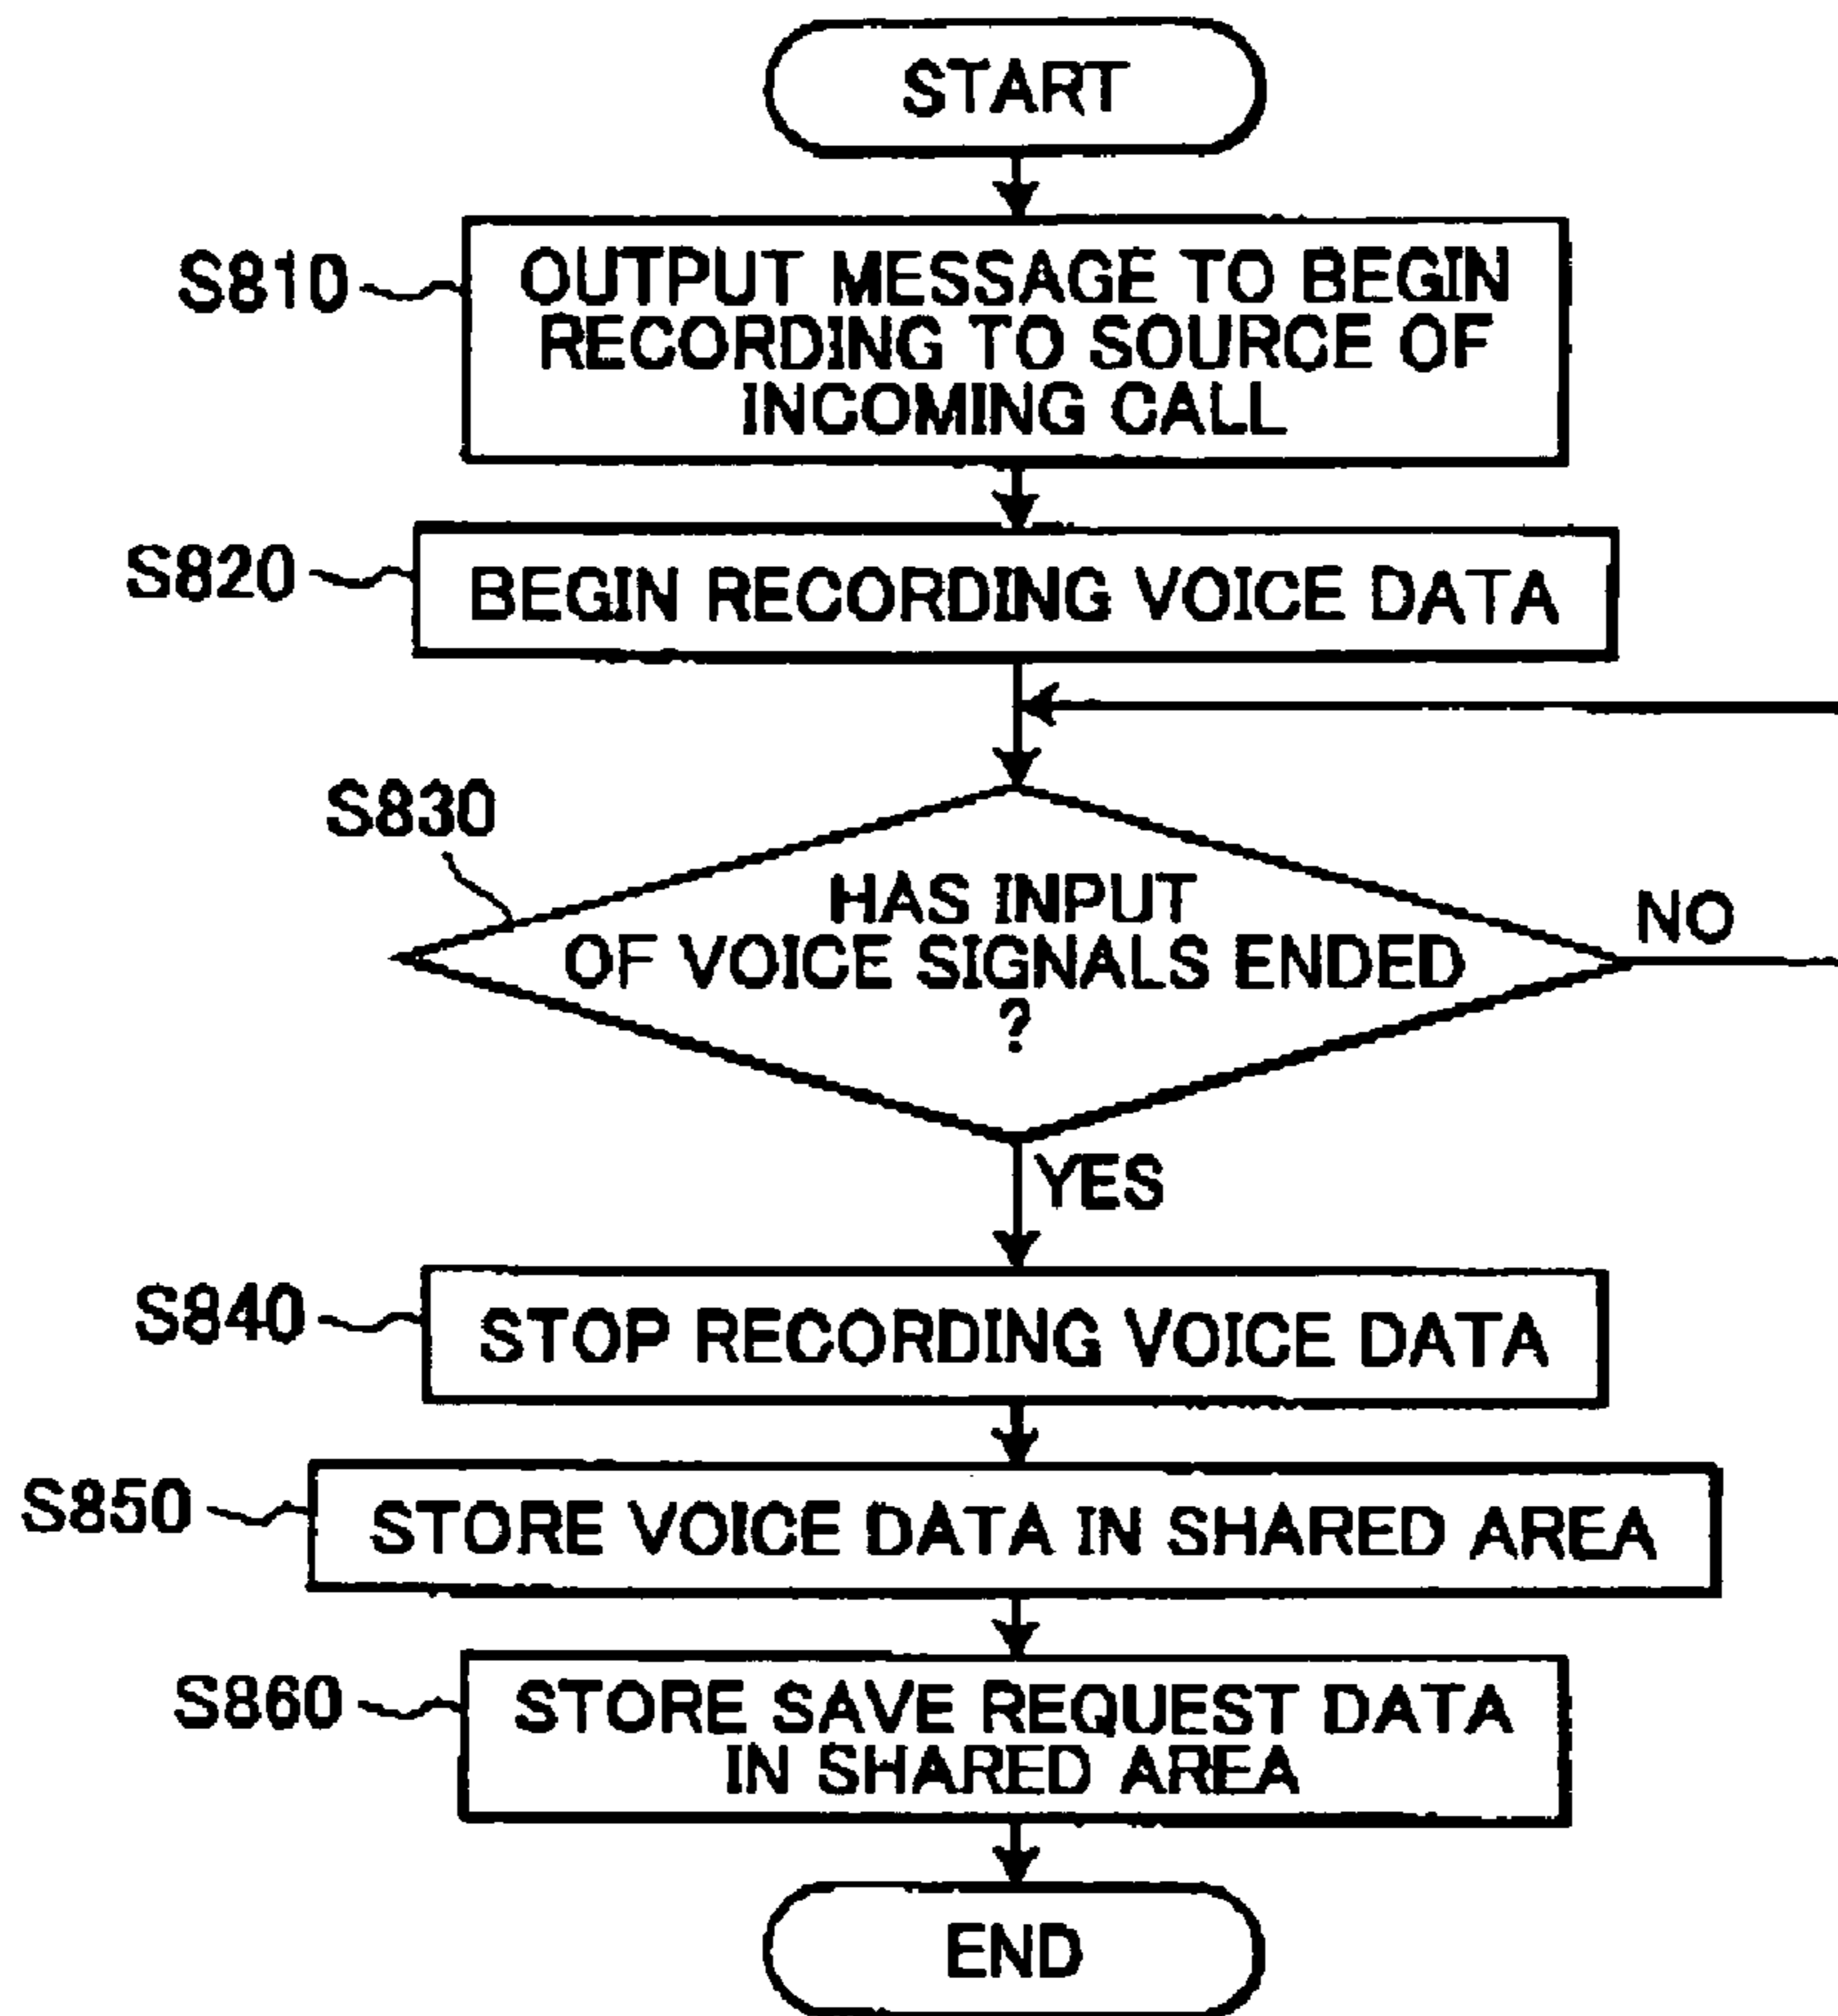 START
S810
OUTPUT MESSAGE TO BEGIN
RECORDING TO SOURCE OF
INCOMING CALL
S820
BEGIN RECORDING VOICE DATA
S830
HAS INPUT
OF VOICE SIGNALS ENDED
?
NO
YES
S840
STOP RECORDING VOICE DATA
S850
STORE VOICE DATA IN SHARED AREA
S860
STORE SAVE REQUEST DATA
IN SHARED AREA
END